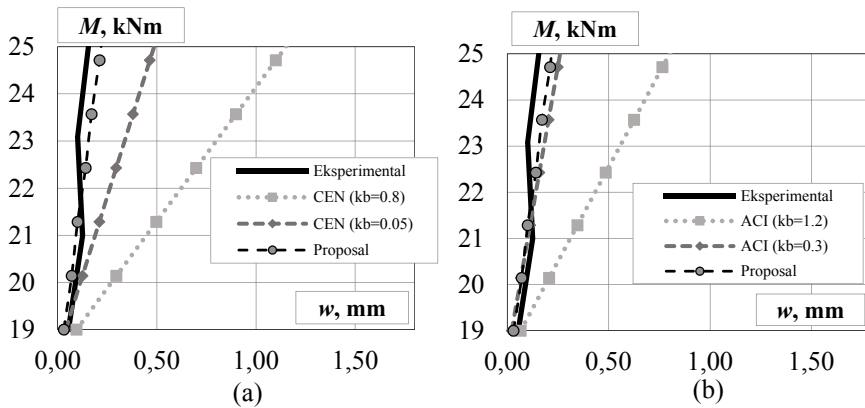 M, kNm
25
24
23
22
21
20
19
Eksperimental
CEN (kb=0.8)
CEN (kb=0.05)
Proposal
w, mm
0,00 0,50 1,00 1,50
(a)
M, kNm
25
24
23
22
21
20
19
Eksperimental
ACI (kb=1.2)
ACI (kb=0.3)
Proposal
w, mm
0,00 0,50 1,00 1,50
(b)